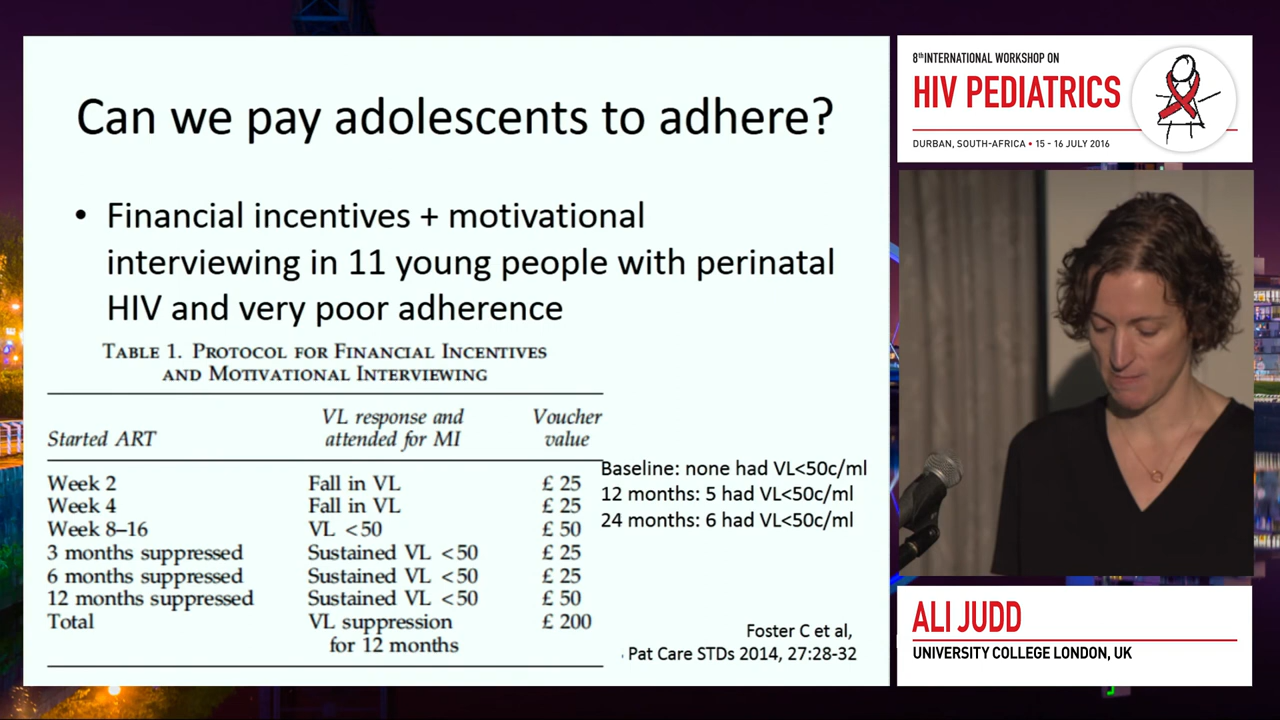 Can we pay adolescents to adhere?
• Financial incentives + motivational
interviewing in 11 young people with perinatal
HIV and very poor adherence
TABLE 1. PROTOCOL FOR FINANCIAL INCENTIVES
AND MOTIVATIONAL INTERVIEWING
Started ART VL response and attended for MI Voucher value
Week 2 Fall in VL £ 25
Week 4 Fall in VL £ 25
Week 8–16 VL <50 £ 50
3 months suppressed Sustained VL <50 £ 25
6 months suppressed Sustained VL <50 £ 25
12 months suppressed Sustained VL <50 £ 50
Total VL suppression for 12 months £ 200
Baseline: none had VL<50c/ml
12 months: 5 had VL<50c/ml
24 months: 6 had VL<50c/ml
Foster C et al,
Pat Care STDs 2014, 27:28-32
8th INTERNATIONAL WORKSHOP ON
HIV PEDIATRICS
DURBAN, SOUTH-AFRICA • 15 - 16 JULY 2016
ALI JUDD
UNIVERSITY COLLEGE LONDON, UK